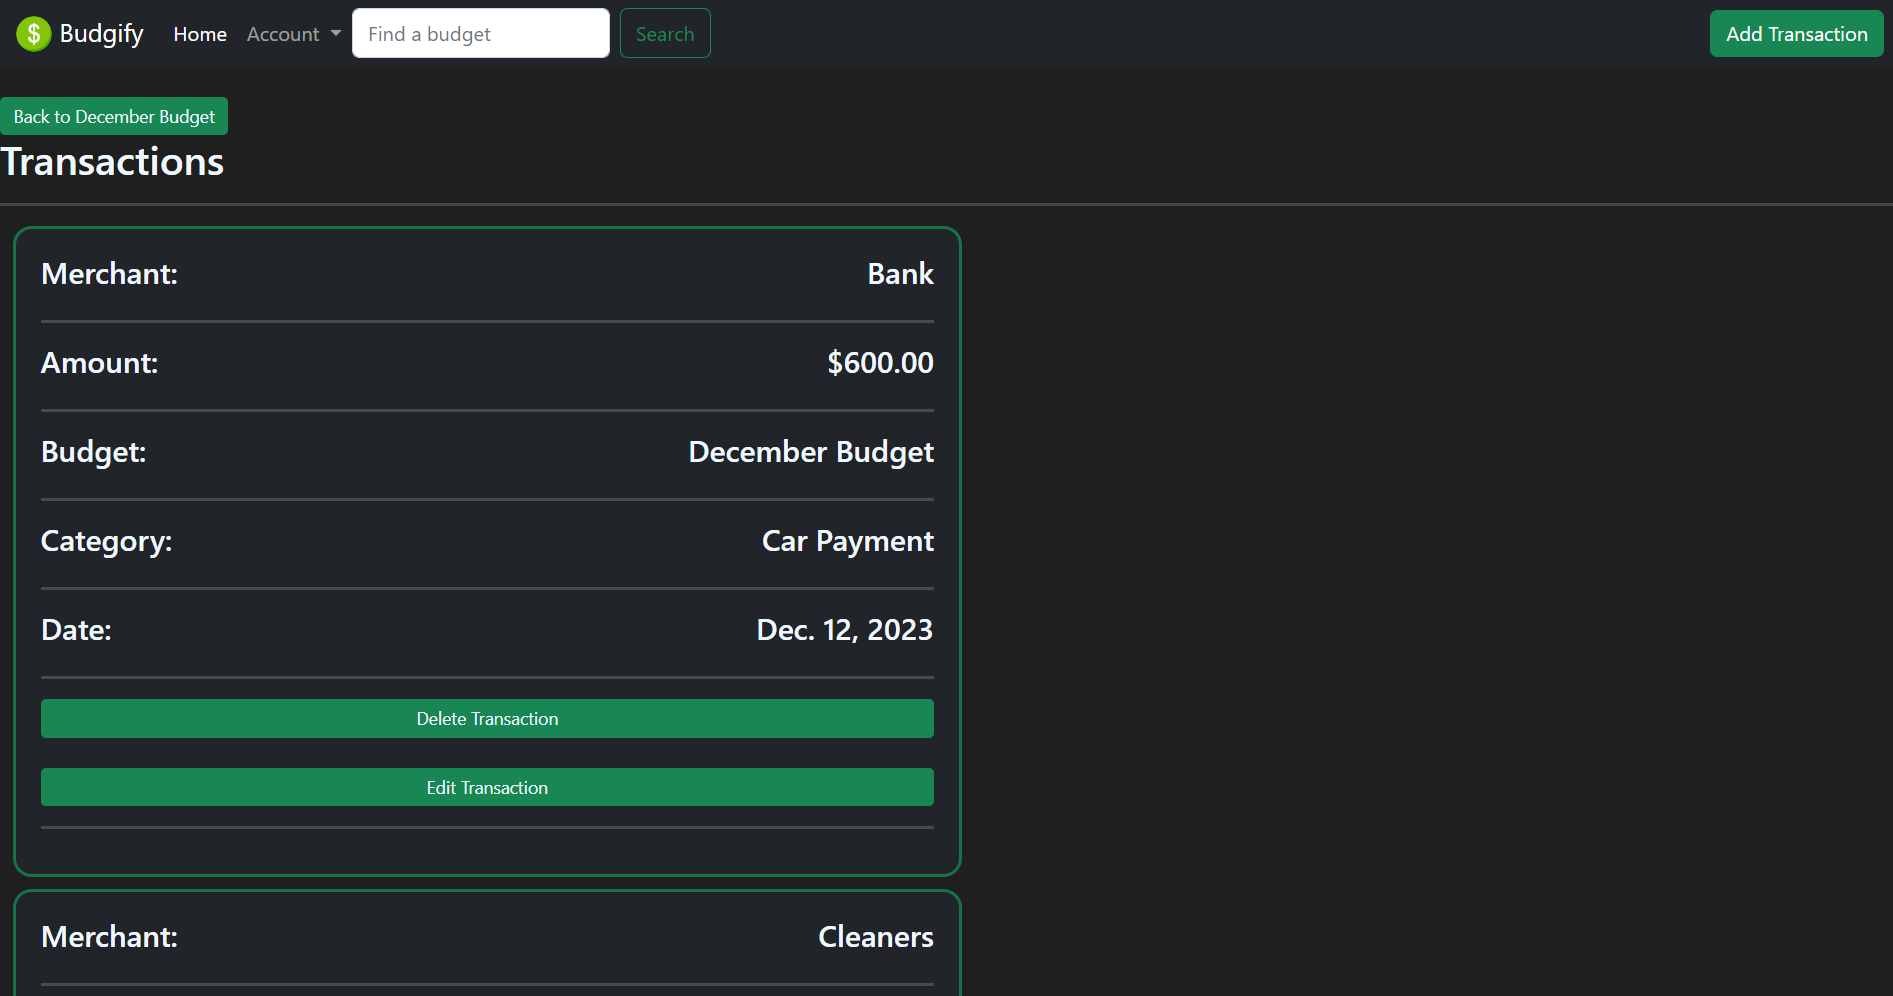 $ Budgify Home Account Find a budget Search Add Transaction
Back to December Budget
Transactions
Merchant: Bank
Amount: $600.00
Budget: December Budget
Category: Car Payment
Date: Dec. 12, 2023
Delete Transaction
Edit Transaction
Merchant: Cleaners